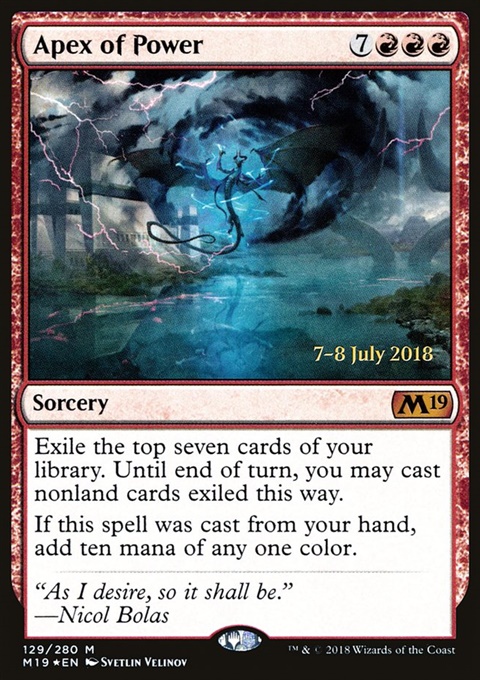 Apex of Power 7
7–8 July 2018
Sorcery M19
Exile the top seven cards of your
library. Until end of turn, you may cast
nonland cards exiled this way.
If this spell was cast from your hand,
add ten mana of any one color.
“As I desire, so it shall be.”
—Nicol Bolas
129/280 M
M19★EN Svetlin Velinov
™ & © 2018 Wizards of the Coast